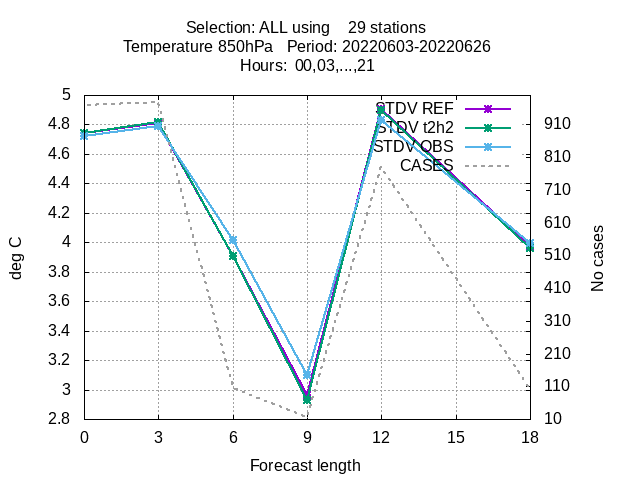 Selection: ALL using    29 stations
Temperature 850hPa   Period: 20220603-20220626
Hours:  00,03,...,21
STDV REF
STDV t2h2
STDV OBS
CASES
5
4.8
4.6
4.4
4.2
4
3.8
3.6
3.4
3.2
3
2.8
deg C
910
810
710
610
510
410
310
210
110
10
No cases
0 3 6 9 12 15 18
Forecast length